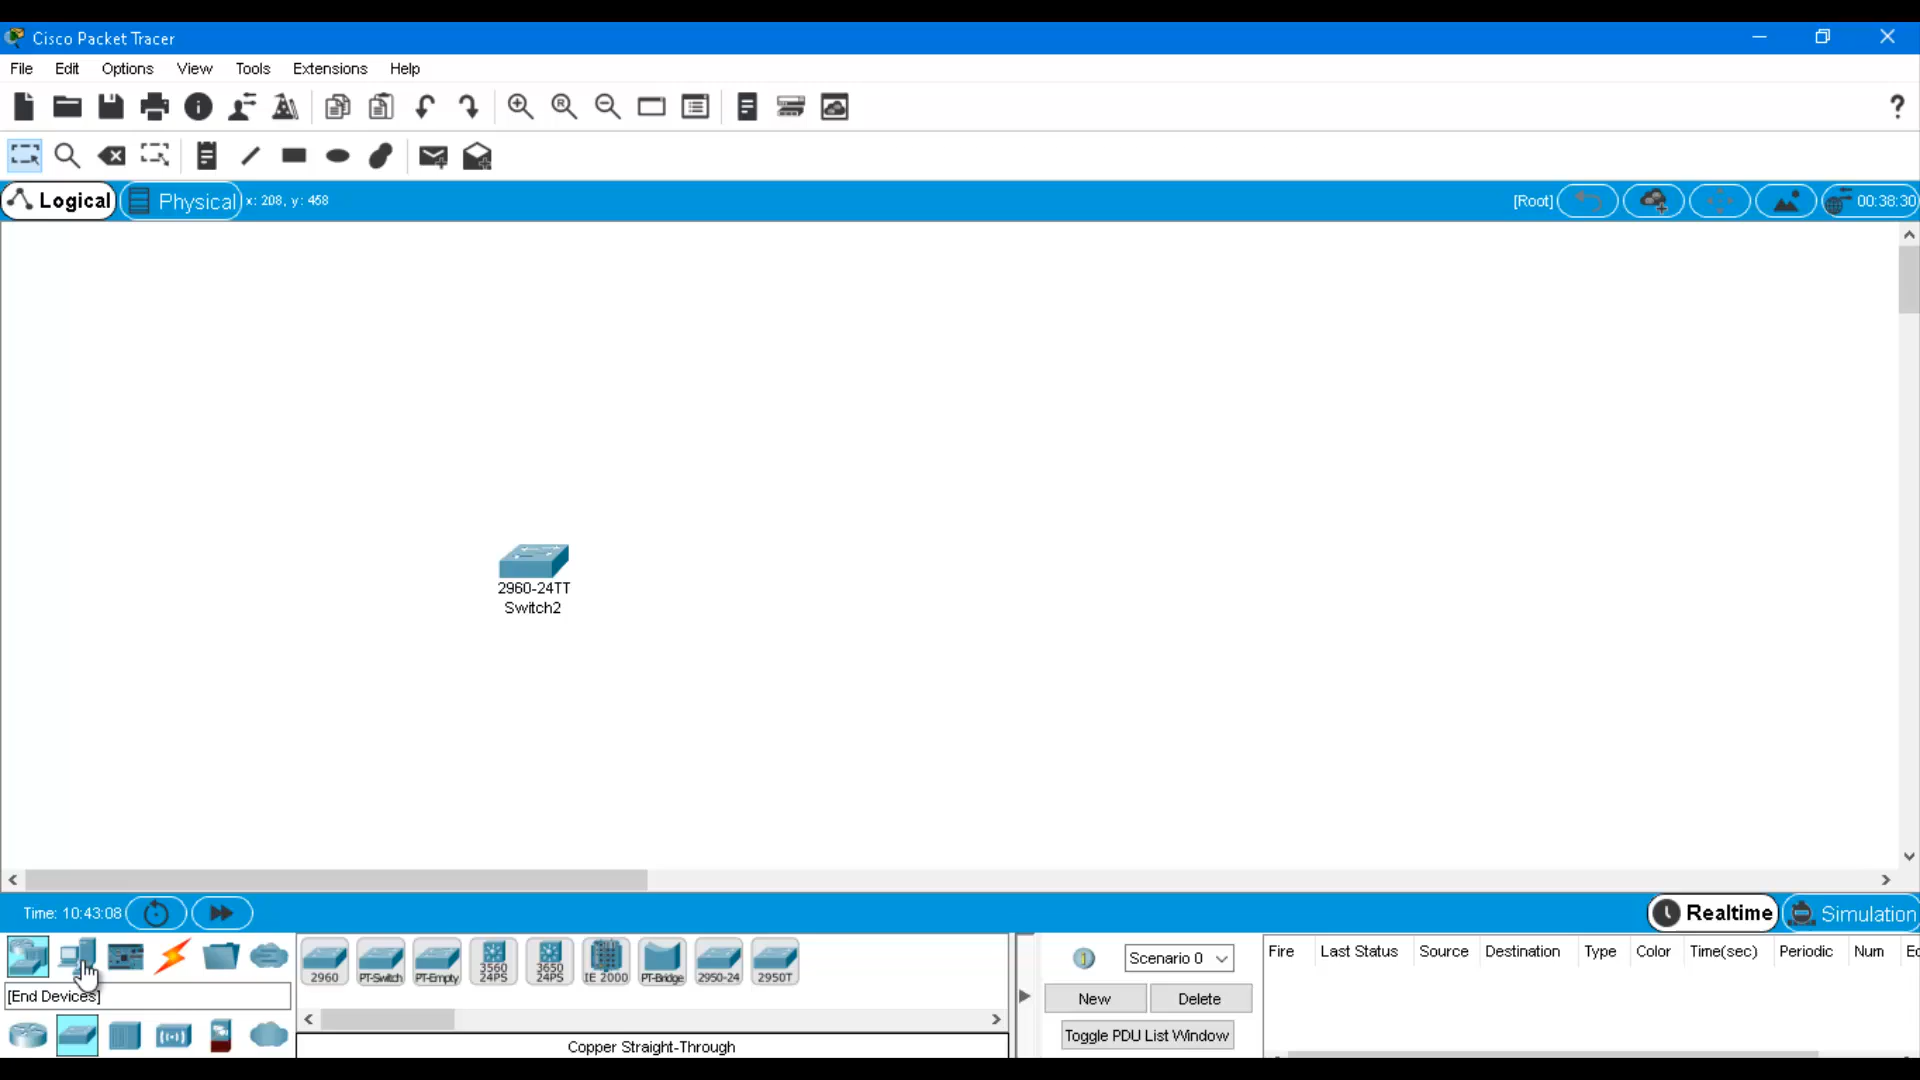 Cisco Packet Tracer
File Edit Options View Tools Extensions Help
?
Logical Physical x: 208, y: 458 [Root] 00:38:30
2960-24TT
Switch2
Time: 10:43:08 Realtime Simulation
2960 PT-Switch PT-Empty 3560 24PS 3650 24PS IE 2000 PT-Bridge 2950-24 2950T
Scenario 0 Fire Last Status Source Destination Type Color Time(sec) Periodic Num
[End Devices] New Delete
Toggle PDU List Window
Copper Straight-Through